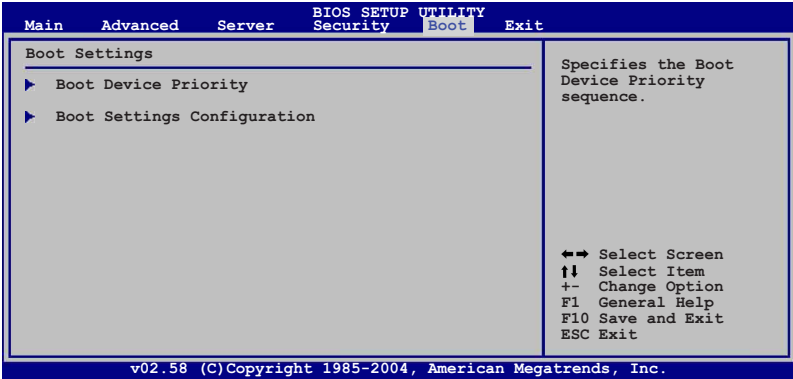 BIOS SETUP UTILITY
Main Advanced Server Security Boot Exit
Boot Settings
Boot Device Priority
Boot Settings Configuration
Specifies the Boot
Device Priority
sequence.
←→ Select Screen
↑↓ Select Item
+- Change Option
F1 General Help
F10 Save and Exit
ESC Exit
v02.58 (C)Copyright 1985-2004, American Megatrends, Inc.